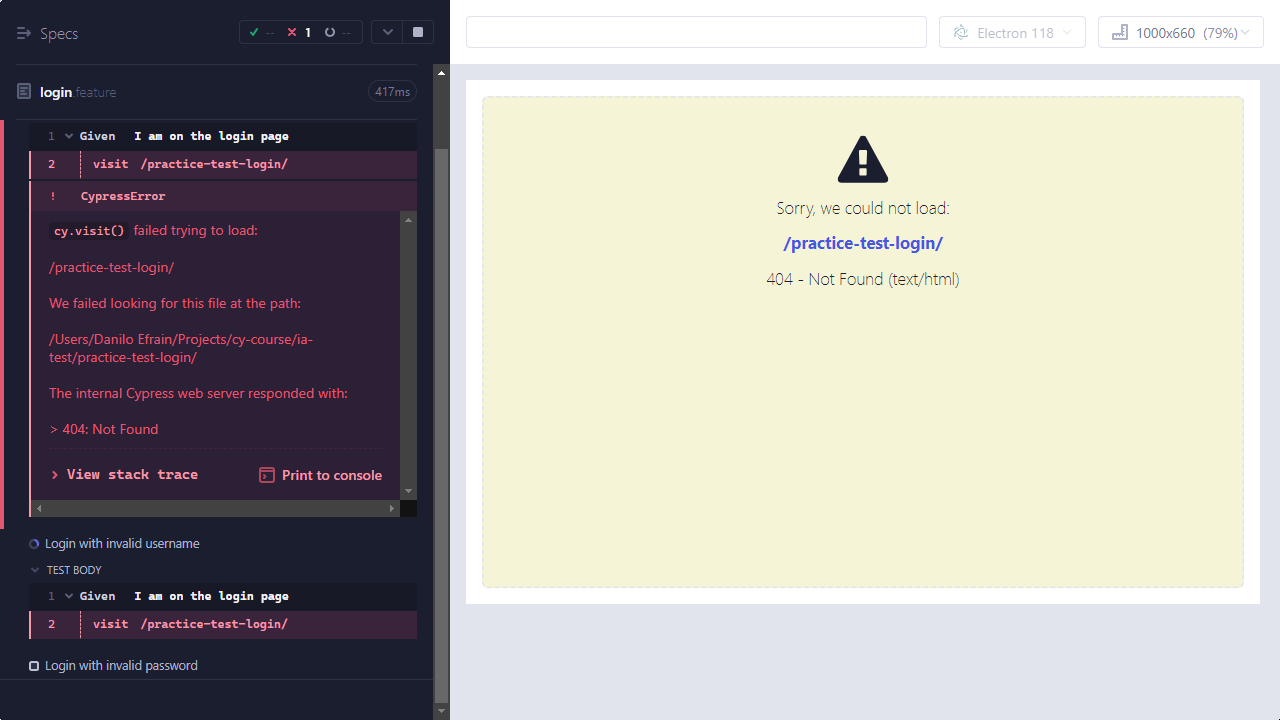 Specs
-- 1 --
login.feature
417ms
1 Given I am on the login page
2 visit /practice-test-login/
! CypressError
cy.visit() failed trying to load:
/practice-test-login/
We failed looking for this file at the path:
/Users/Danilo Efrain/Projects/cy-course/ia-
test/practice-test-login/
The internal Cypress web server responded with:
> 404: Not Found
View stack trace
Print to console
Login with invalid username
TEST BODY
1 Given I am on the login page
2 visit /practice-test-login/
Login with invalid password
Electron 118
1000x660 (79%)
Sorry, we could not load:
/practice-test-login/
404 - Not Found (text/html)